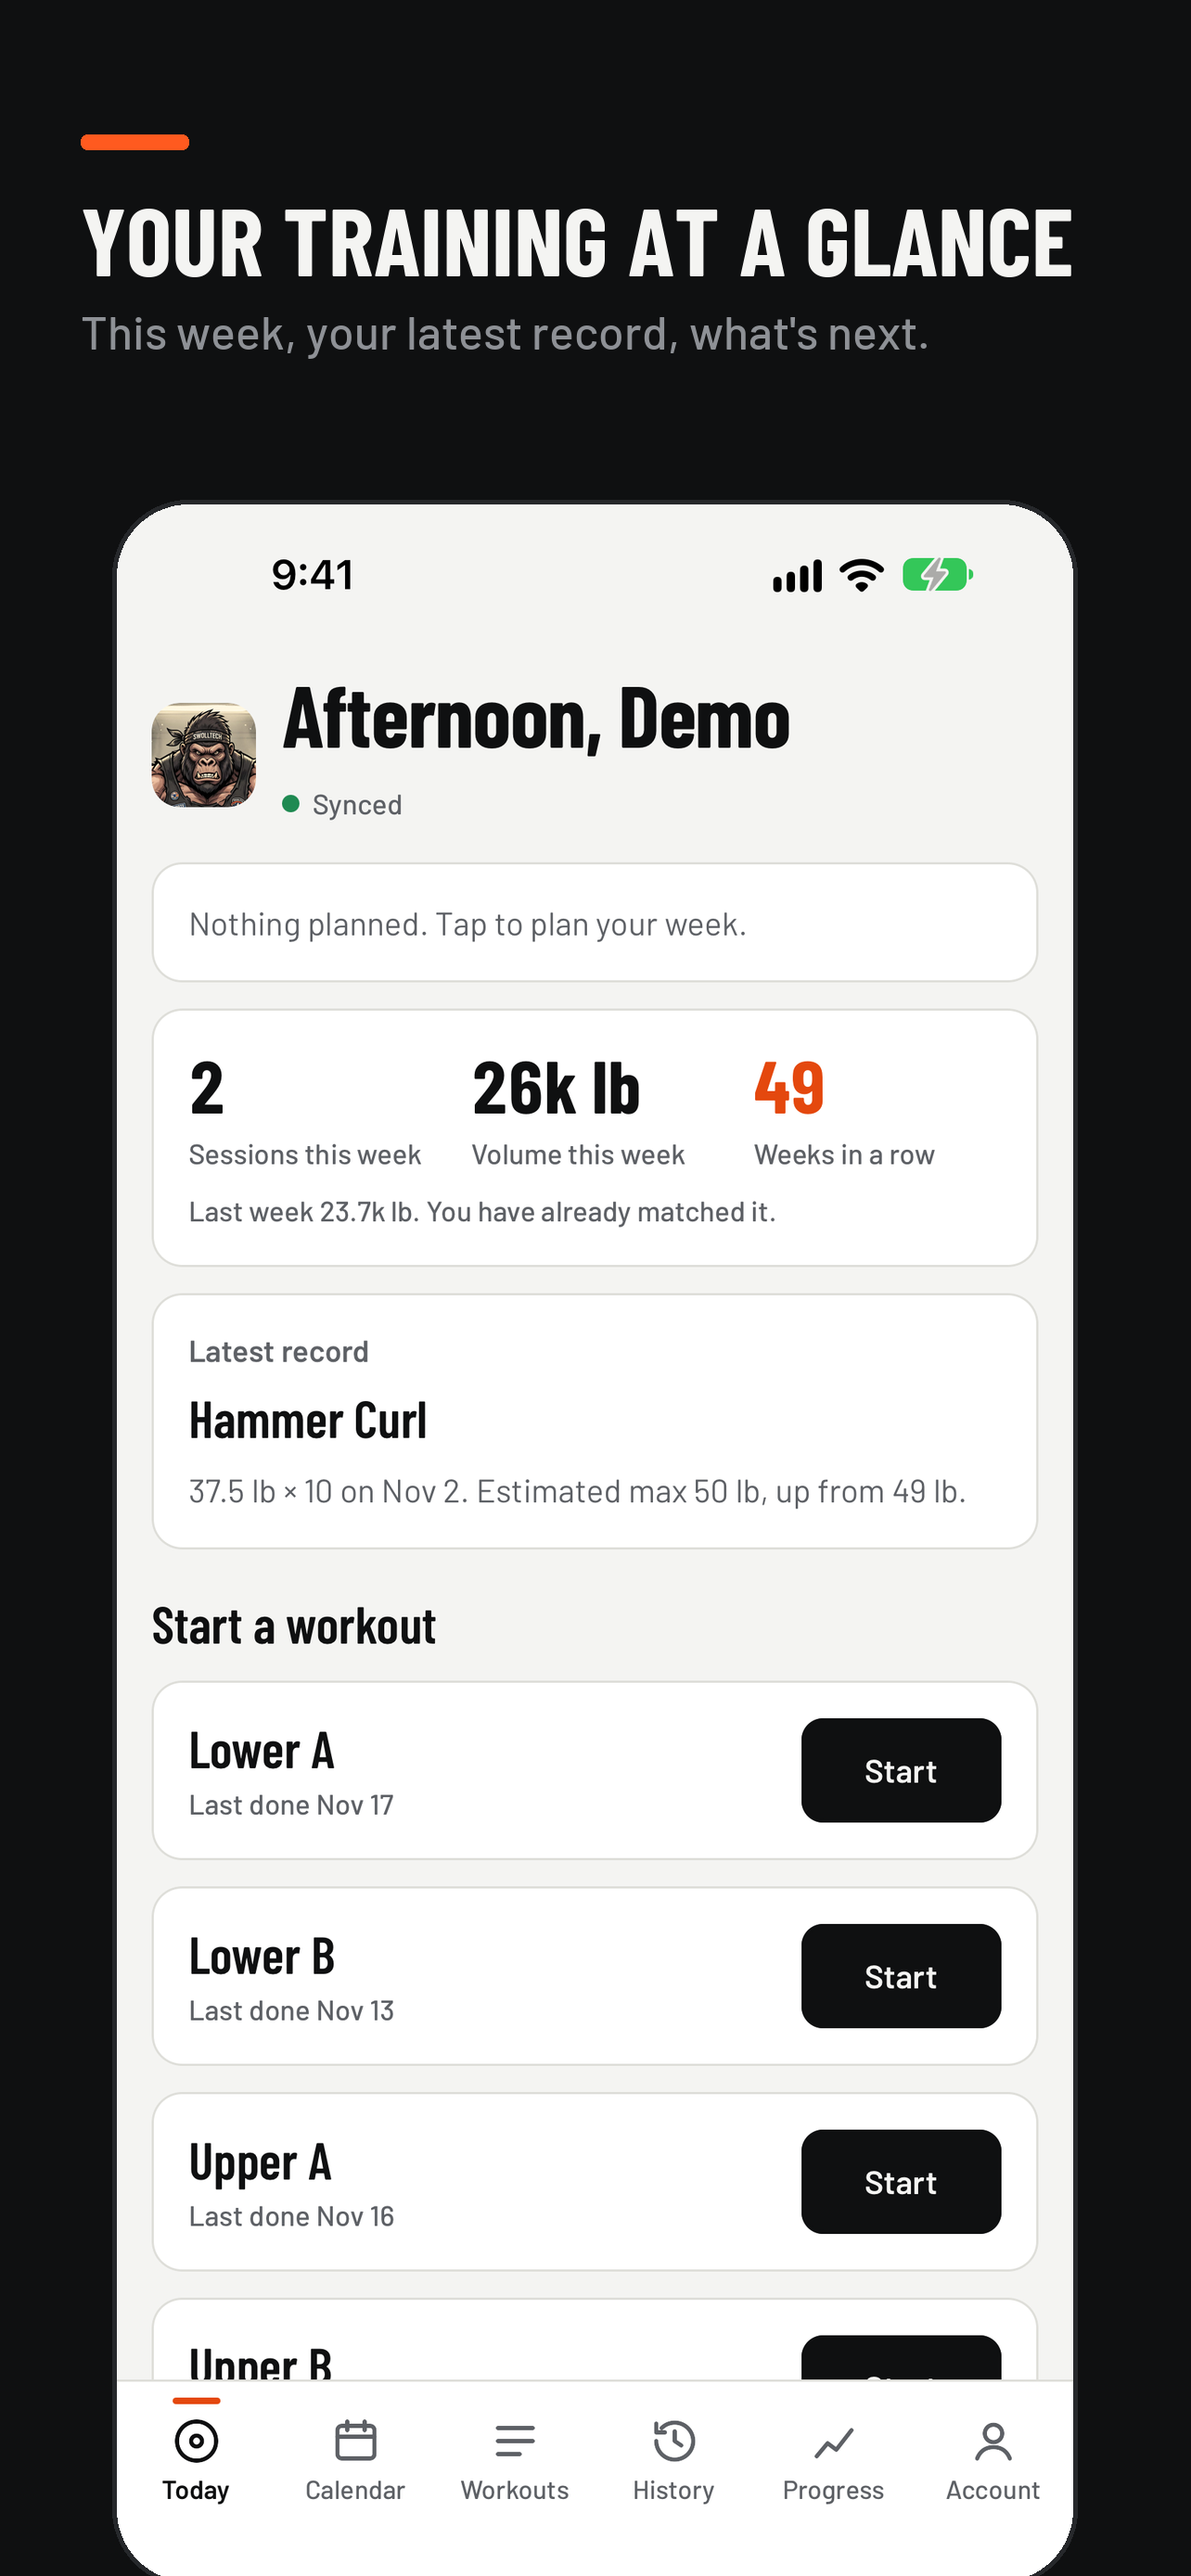 YOUR TRAINING AT A GLANCE
This week, your latest record, what's next.
9:41
SWOLLTECH
Afternoon, Demo
Synced
Nothing planned. Tap to plan your week.
2 26k lb 49
Sessions this week Volume this week Weeks in a row
Last week 23.7k lb. You have already matched it.
Latest record
Hammer Curl
37.5 lb × 10 on Nov 2. Estimated max 50 lb, up from 49 lb.
Start a workout
Lower A
Start
Last done Nov 17
Lower B
Start
Last done Nov 13
Upper A
Start
Last done Nov 16
Upper B
Today Calendar Workouts History Progress Account